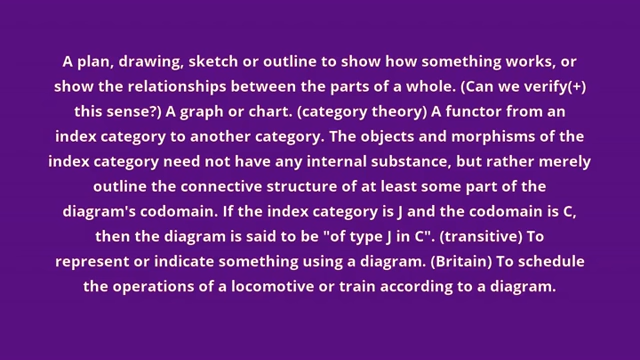 A plan, drawing, sketch or outline to show how something works, or
show the relationships between the parts of a whole. (Can we verify(+)
this sense?) A graph or chart. (category theory) A functor from an
index category to another category. The objects and morphisms of the
index category need not have any internal substance, but rather merely
outline the connective structure of at least some part of the
diagram's codomain. If the index category is J and the codomain is C,
then the diagram is said to be "of type J in C". (transitive) To
represent or indicate something using a diagram. (Britain) To schedule
the operations of a locomotive or train according to a diagram.